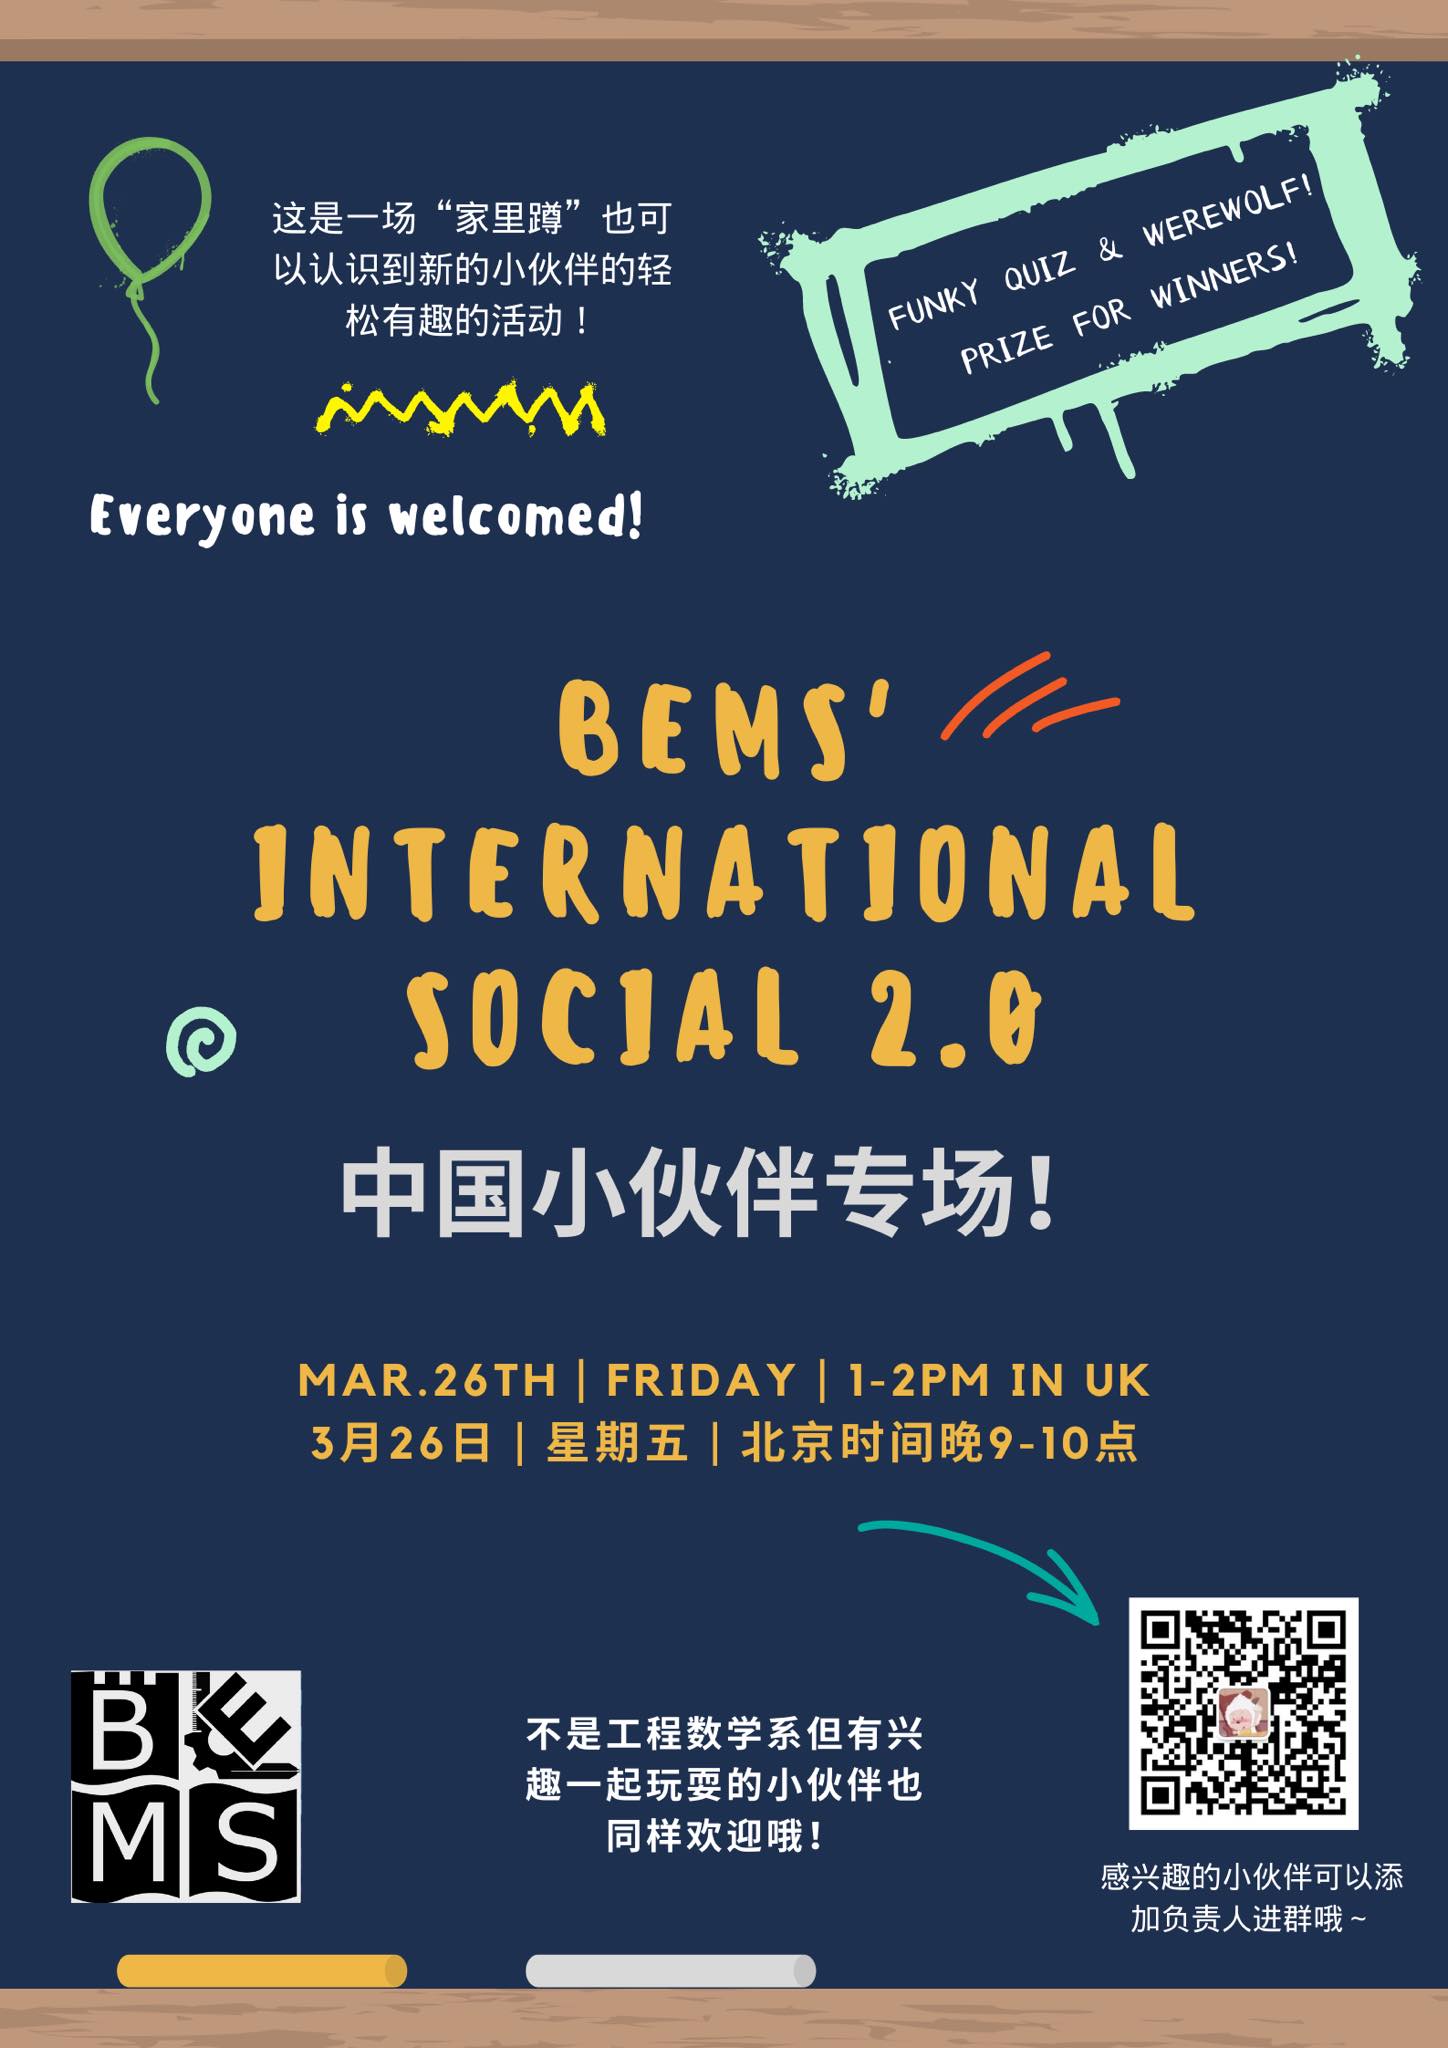 这是一场“家里蹲”也可
以认识到新的小伙伴的轻
松有趣的活动！
FUNKY QUIZ & WEREWOLF!
PRIZE FOR WINNERS!
Everyone is welcomed!
BEMS'
INTERNATIONAL
SOCIAL 2.0
中国小伙伴专场！
MAR.26TH | FRIDAY | 1-2PM IN UK
3月26日 | 星期五 | 北京时间晚9-10点
BE
MS
不是工程数学系但有兴
趣一起玩耍的小伙伴也
同样欢迎哦！
感兴趣的小伙伴可以添
加负责人进群哦~